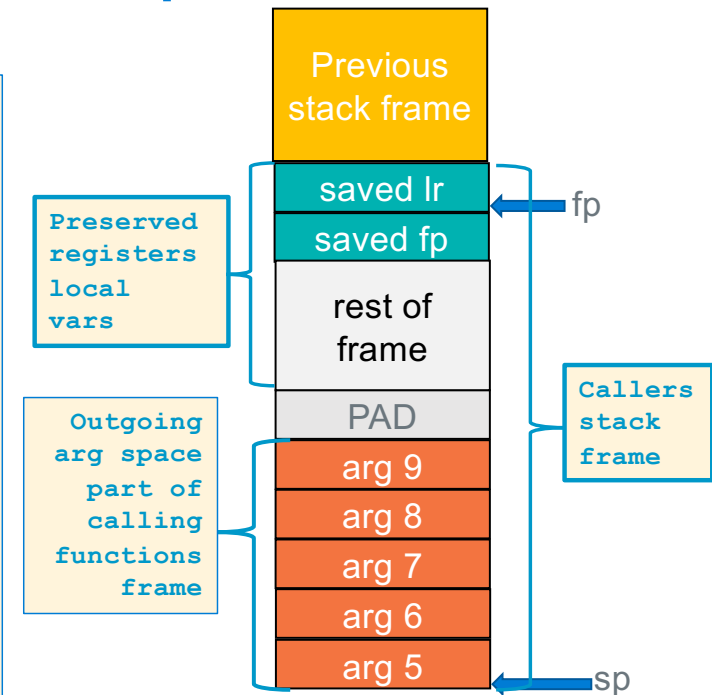 Previous
stack frame
saved lr
fp
saved fp
Preserved
registers
local
vars
rest of
frame
PAD
Callers
stack
frame
Outgoing
arg space
part of
calling
functions
frame
arg 9
arg 8
arg 7
arg 6
arg 5
sp